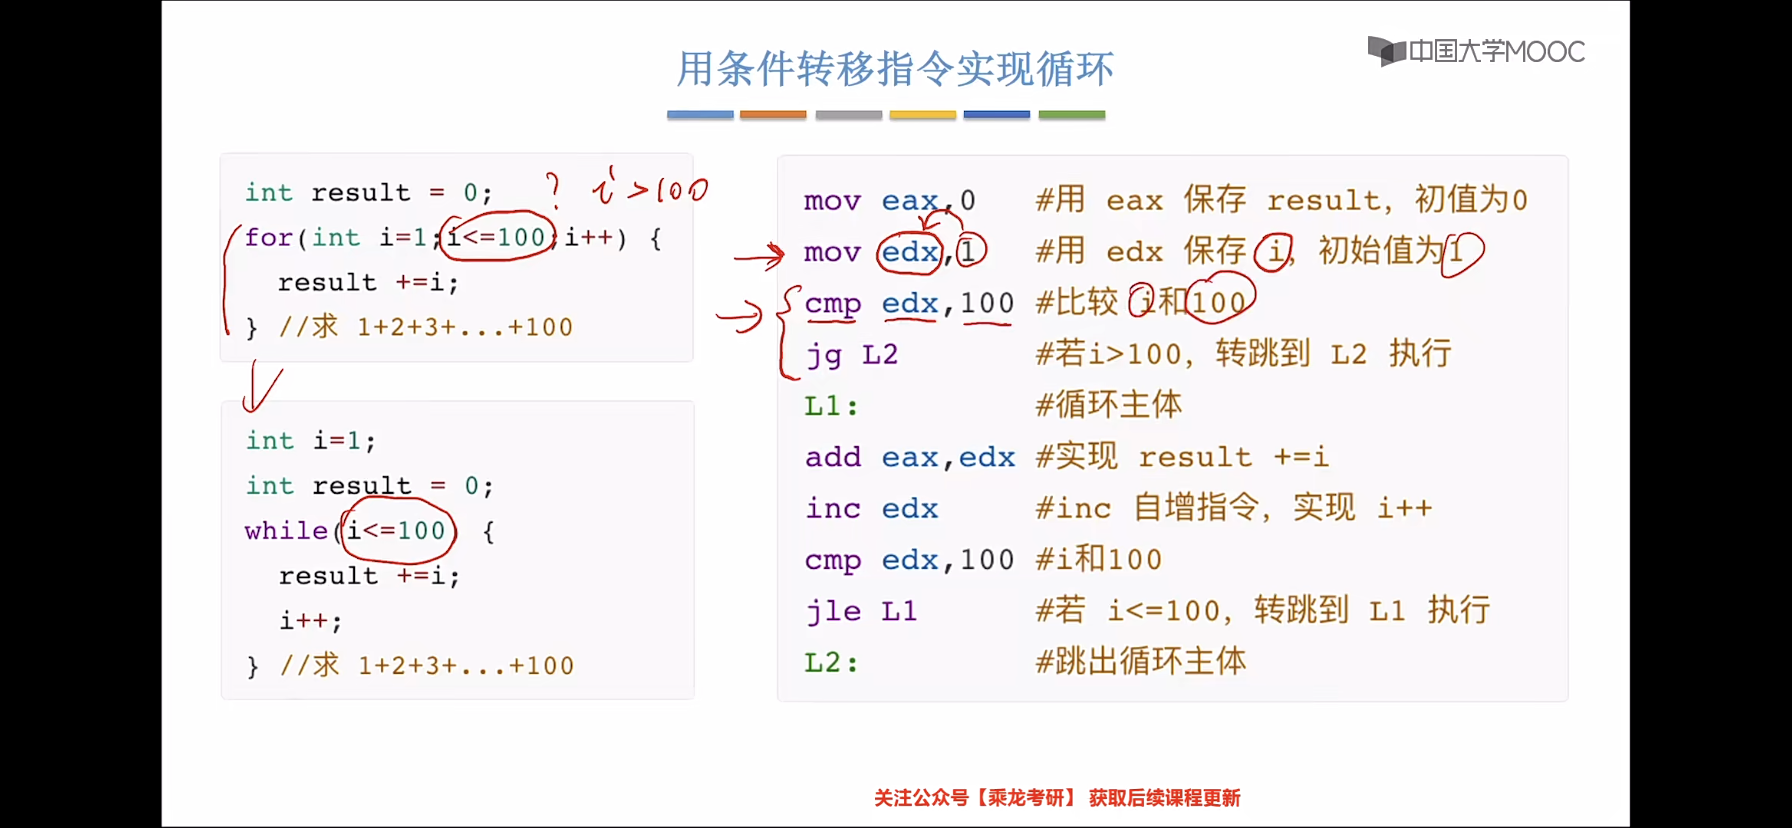 用条件转移指令实现循环
中国大学MOOC
int result = 0;
? i>100
for(int i=1;i<=100;i++) {
  result +=i;
} //求 1+2+3+...+100
int i=1;
int result = 0;
while(i<=100) {
  result +=i;
  i++;
} //求 1+2+3+...+100
mov eax,0 #用 eax 保存 result, 初值为0
mov edx,1 #用 edx 保存 i, 初始值为1
cmp edx,100 #比较 i和100
jg L2 #若i>100, 转跳到 L2 执行
L1: #循环主体
add eax,edx #实现 result +=i
inc edx #inc 自增指令, 实现 i++
cmp edx,100 #i和100
jle L1 #若 i<=100, 转跳到 L1 执行
L2: #跳出循环主体
关注公众号【乘龙考研】 获取后续课程更新